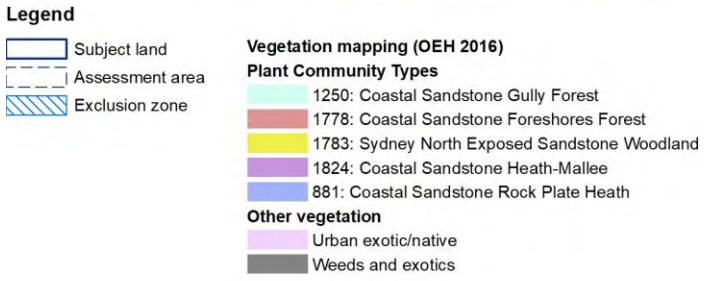 Legend
Subject land
Assessment area
Exclusion zone
Vegetation mapping (OEH 2016)
Plant Community Types
1250: Coastal Sandstone Gully Forest
1778: Coastal Sandstone Foreshores Forest
1783: Sydney North Exposed Sandstone Woodland
1824: Coastal Sandstone Heath-Mallee
881: Coastal Sandstone Rock Plate Heath
Other vegetation
Urban exotic/native
Weeds and exotics